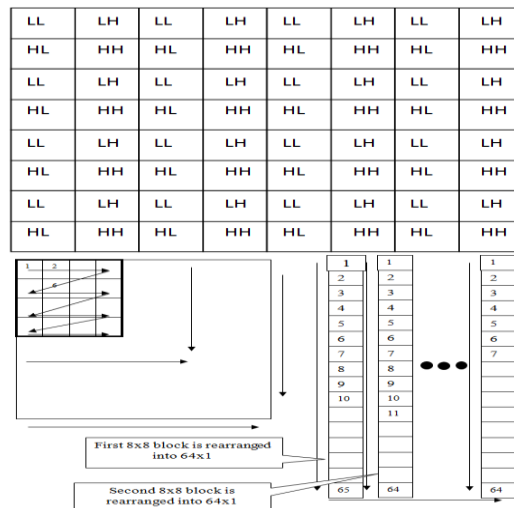 LL LH LL LH LL LH LL LH
HL HH HL HH HL HH HL HH
LL LH LL LH LL LH LL LH
HL HH HL HH HL HH HL HH
LL LH LL LH LL LH LL LH
HL HH HL HH HL HH HL HH
LL LH LL LH LL LH LL LH
HL HH HL HH HL HH HL HH
1 2
6
1 1 1
2 2 2
3 3 3
4 4 4
5 5 5
6 6 6
7 7 7
8 8
9 9
10 10
11
65 64 64
First 8x8 block is rearranged
into 64x1
Second 8x8 block is
rearranged into 64x1